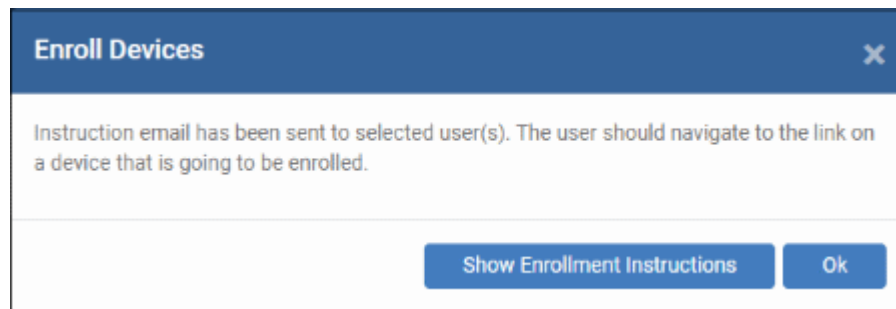 Enroll Devices
Instruction email has been sent to selected user(s). The user should navigate to the link on
a device that is going to be enrolled.
Show Enrollment Instructions
Ok